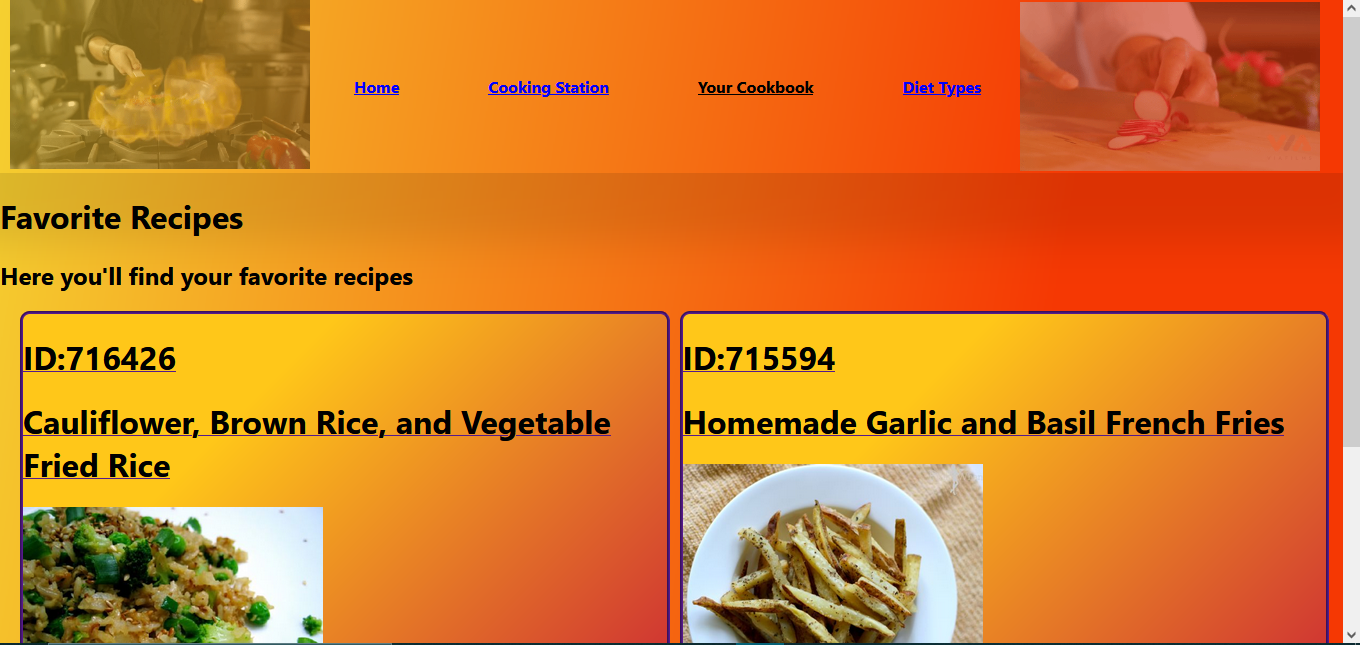 Home
Cooking Station
Your Cookbook
Diet Types
Favorite Recipes
Here you'll find your favorite recipes
ID:716426
Cauliflower, Brown Rice, and Vegetable
Fried Rice
ID:715594
Homemade Garlic and Basil French Fries